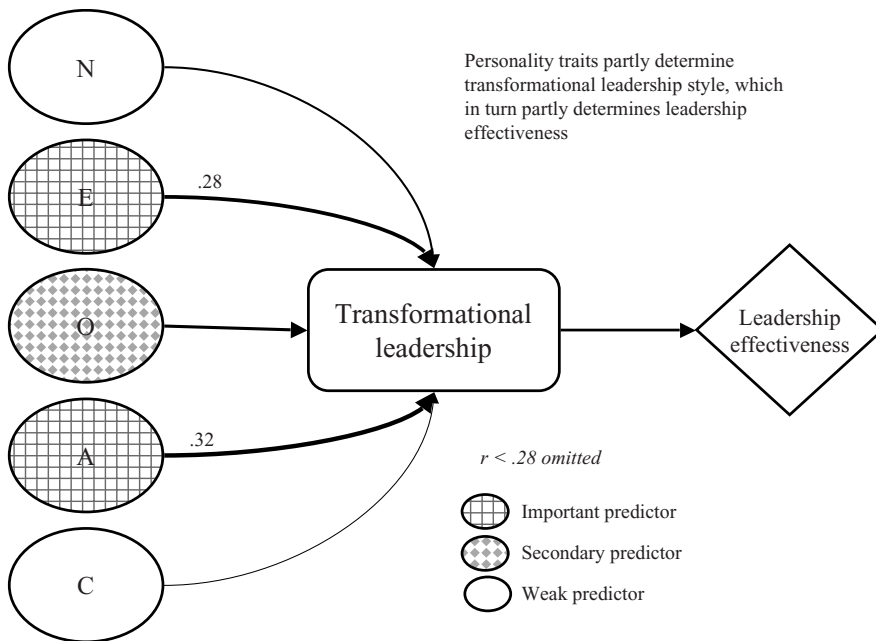 N
Personality traits partly determine
transformational leadership style, which
in turn partly determines leadership
effectiveness
E
.28
O
Transformational
leadership
Leadership
effectiveness
A
.32
r < .28 omitted
Important predictor
Secondary predictor
C
Weak predictor